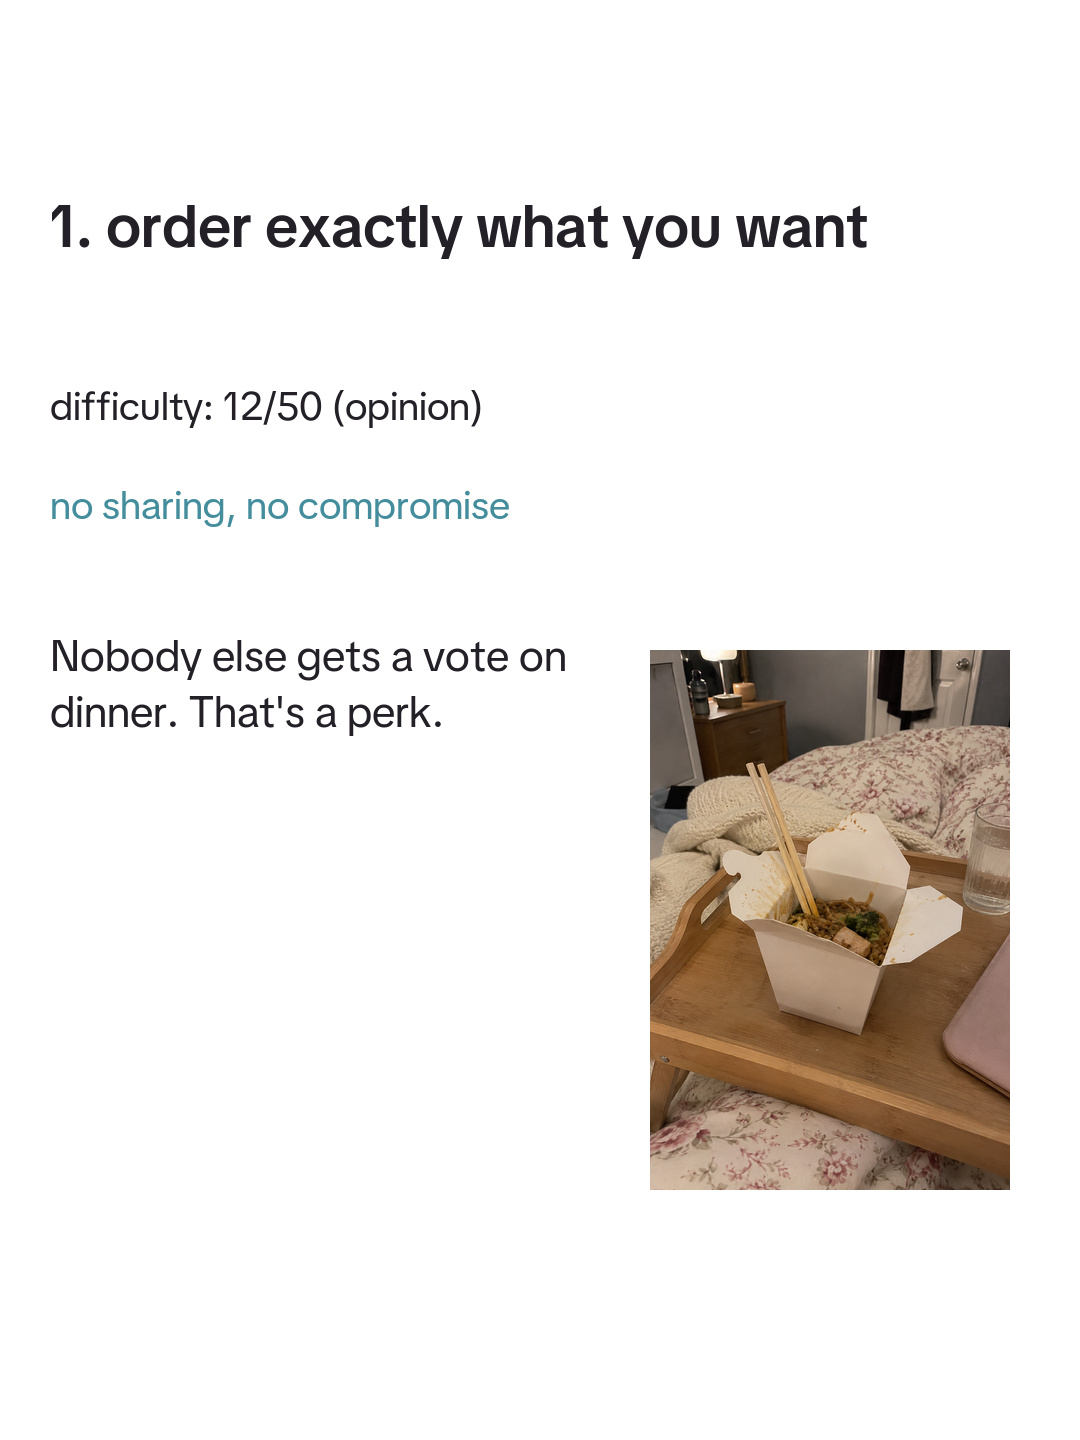 1. order exactly what you want
difficulty: 12/50 (opinion)
no sharing, no compromise
Nobody else gets a vote on
dinner. That's a perk.